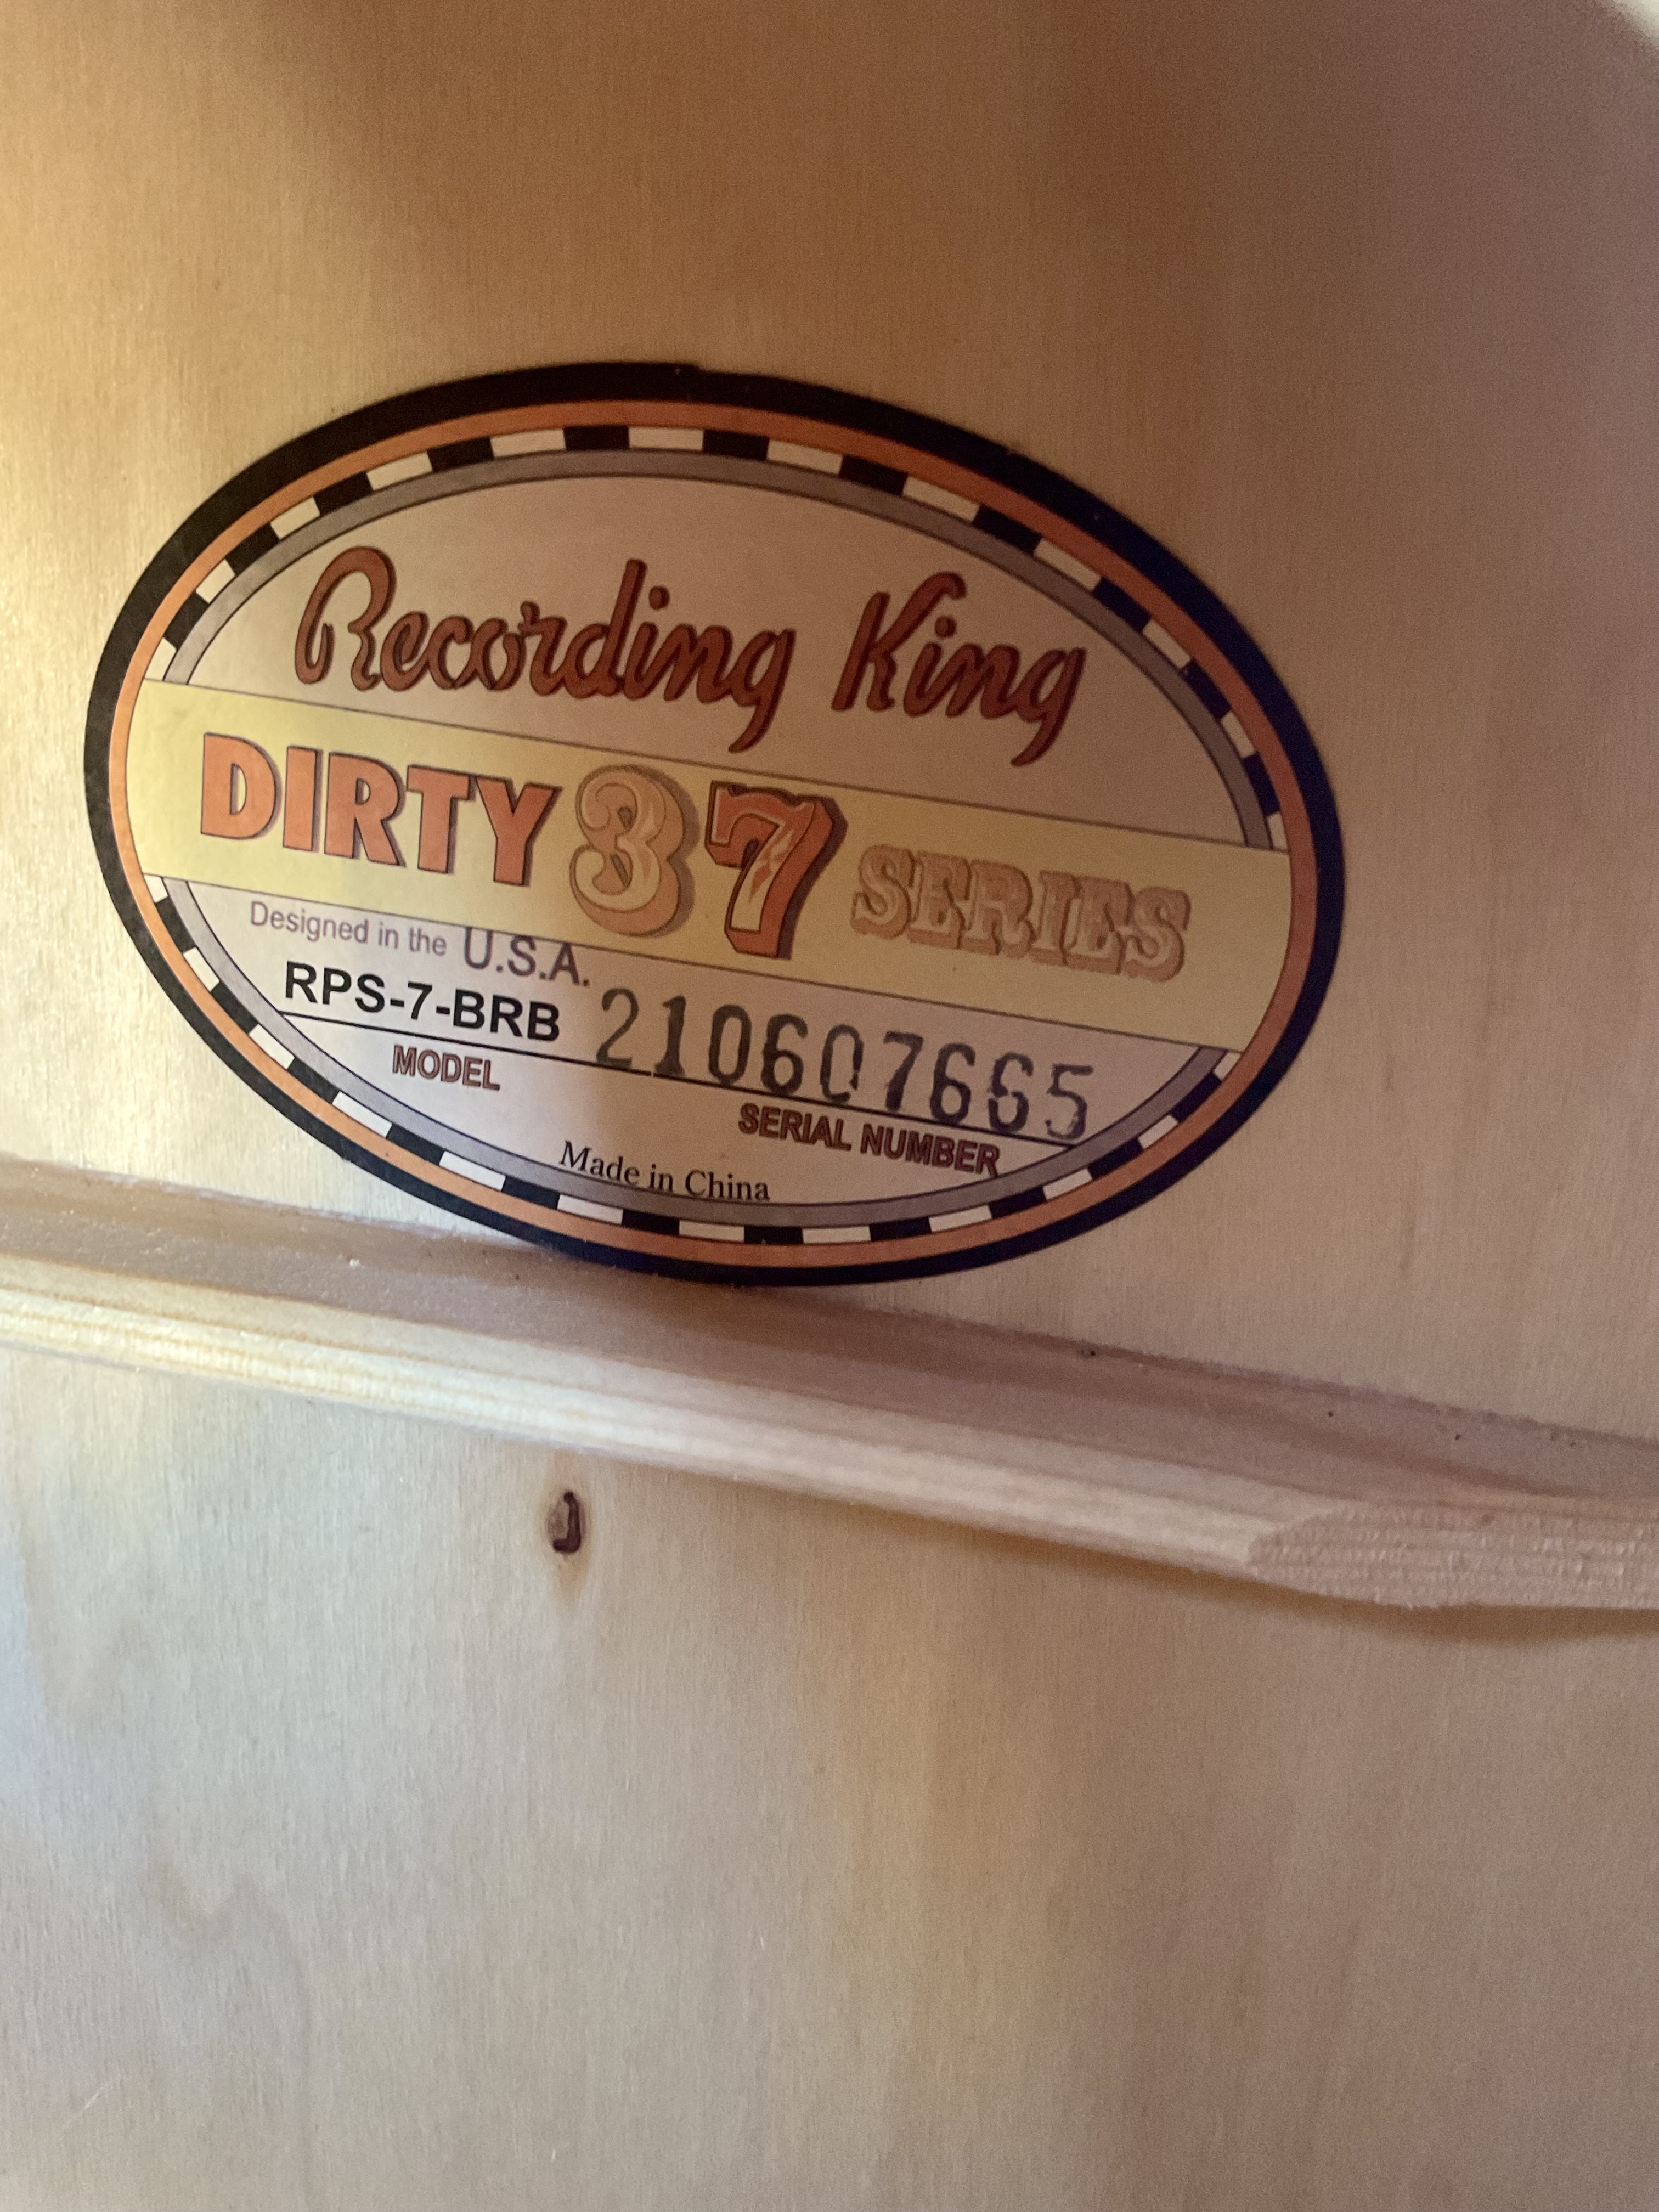 Recording King
DIRTY 37 SERIES
Designed in the U.S.A.
RPS-7-BRB 210607665
MODEL SERIAL NUMBER
Made in China